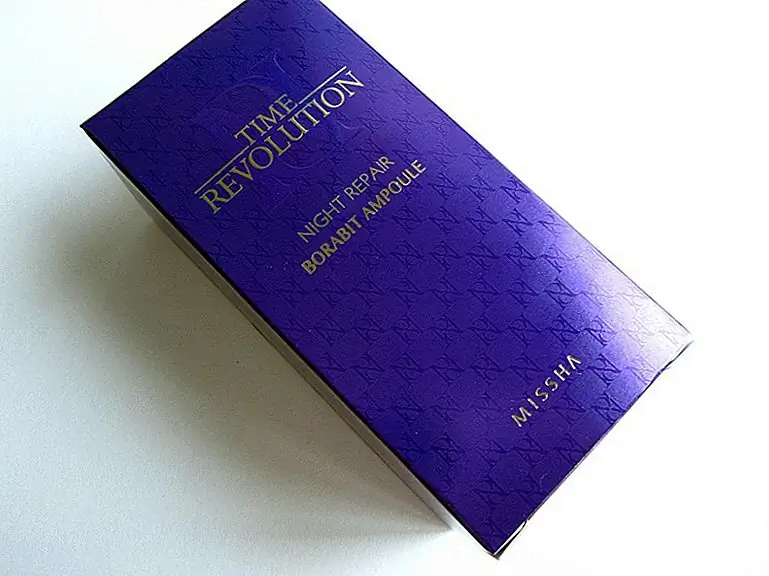 TIME
REVOLUTION
NIGHT REPAIR
BORABIT AMPOULE
MISSHA